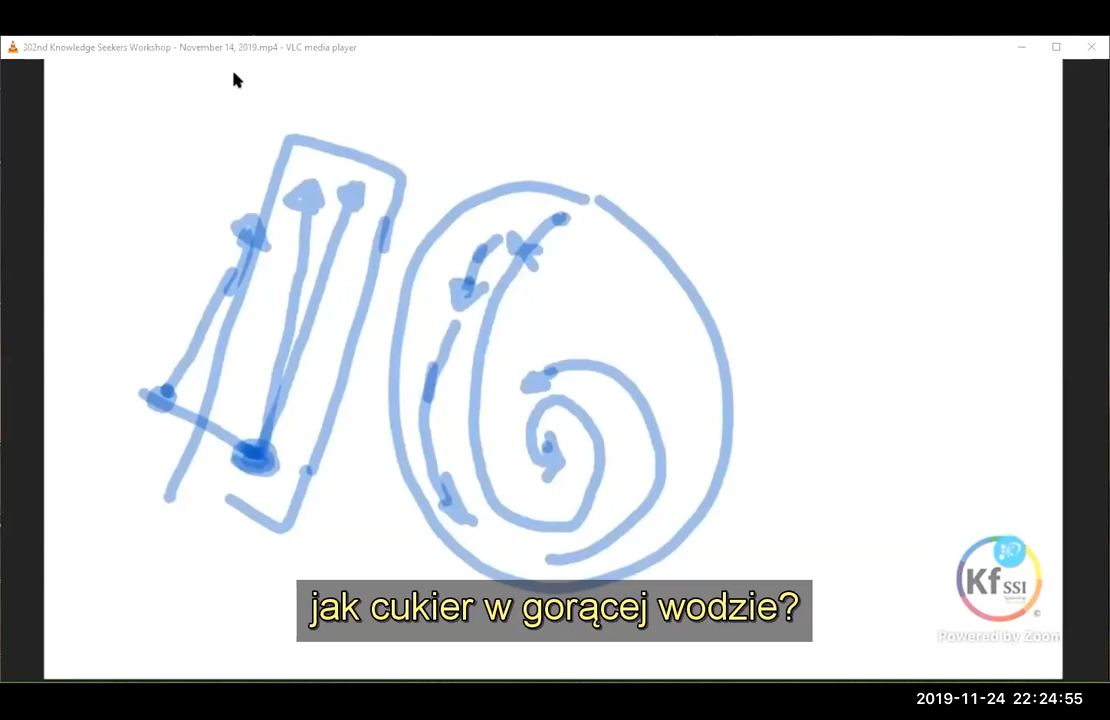 302nd Knowledge Seekers Workshop - November 14, 2019.mp4 - VLC media player
jak cukier w gorącej wodzie?
Kf SSI
©
Powered by Zoom
2019-11-24 22:24:55